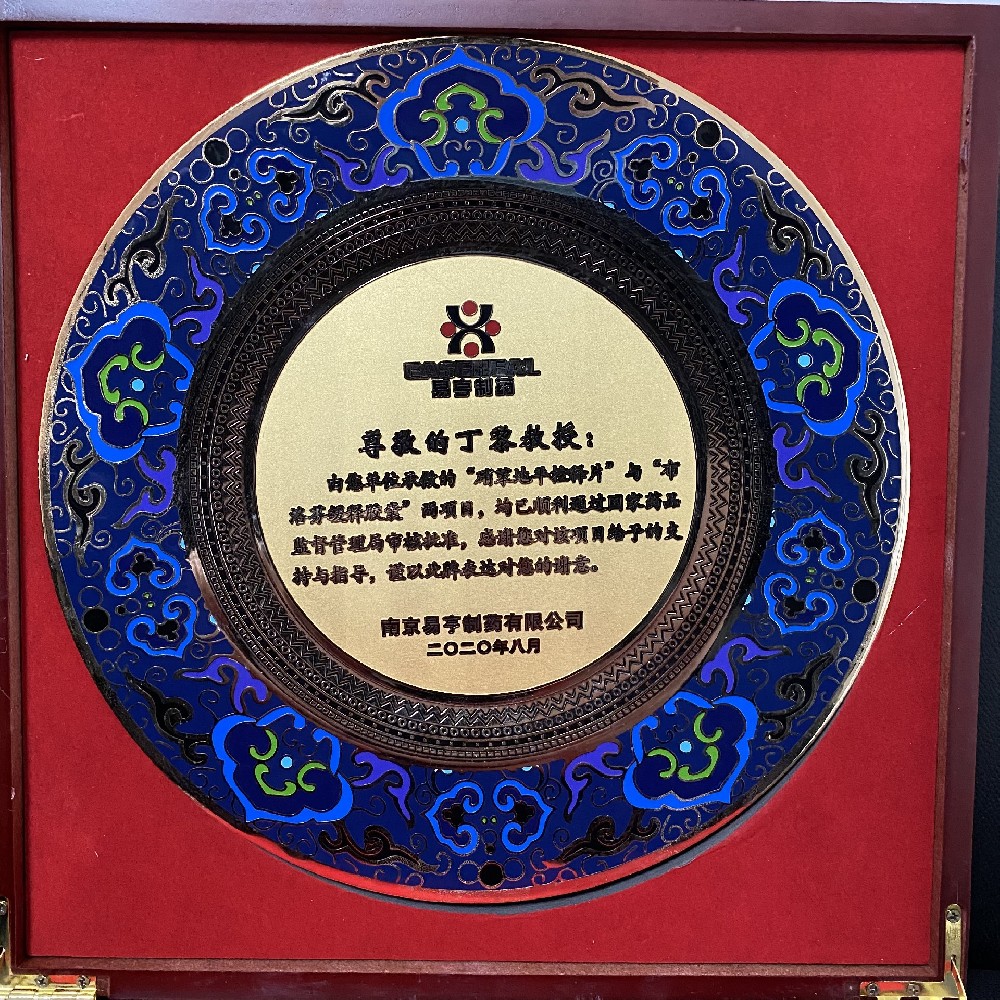 EASEHEAL
易亨制药
尊敬的丁黎教授：
由您单位承做的“硝苯地平控释片”与“布
洛芬缓释胶囊”两项目，均已顺利通过国家药品
监督管理局审核批准，感谢您对该项目给予的支
持与指导，谨以此牌表达对您的谢意。
南京易亨制药有限公司
二〇二〇年八月